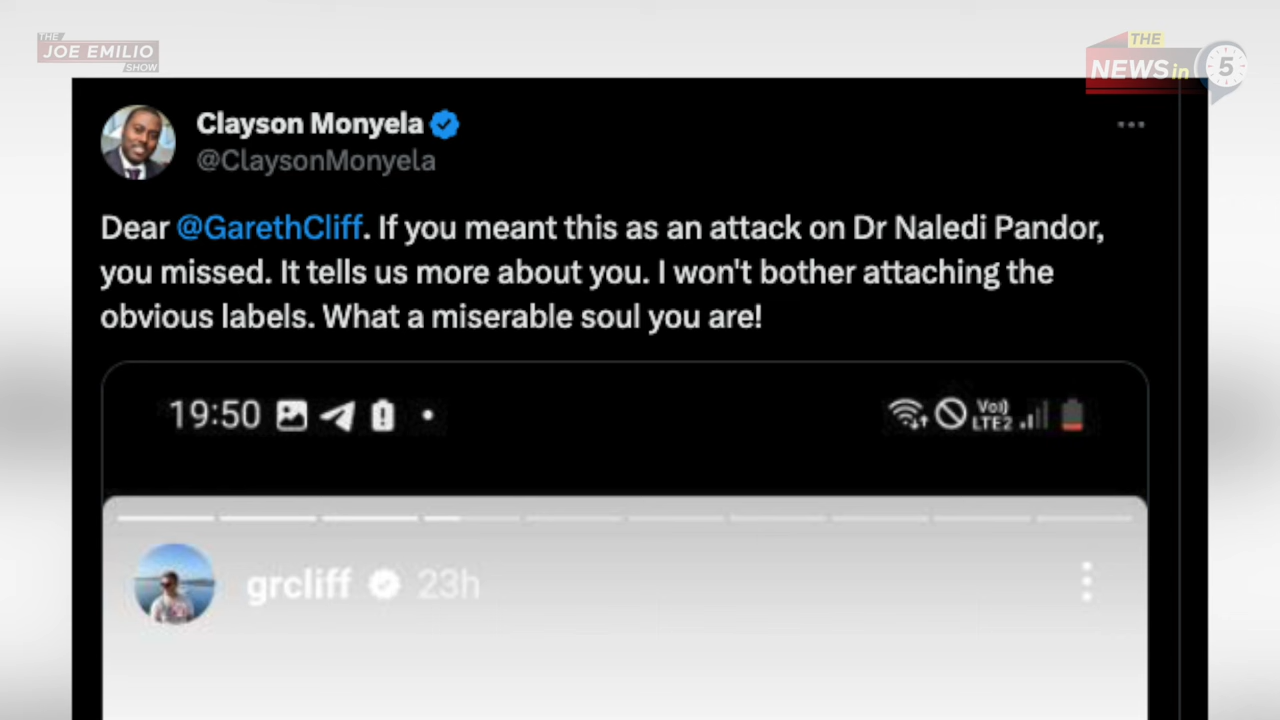 THE
JOE EMILIO
SHOW
THE
NEWS in 5
Clayson Monyela
@ClaysonMonyela
Dear @GarethCliff. If you meant this as an attack on Dr Naledi Pandor,
you missed. It tells us more about you. I won't bother attaching the
obvious labels. What a miserable soul you are!
19:50
Vo))
LTE2
grcliff 23h